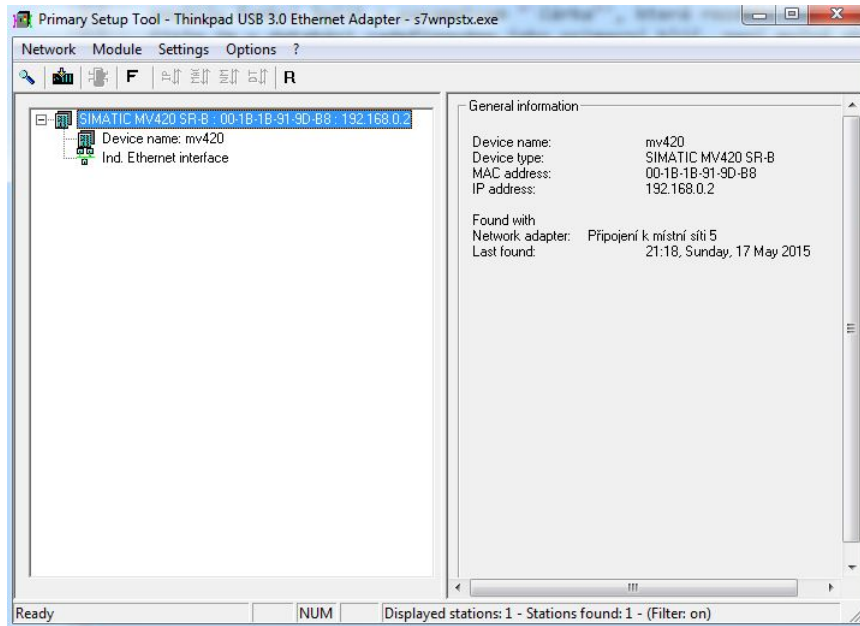 Primary Setup Tool - Thinkpad USB 3.0 Ethernet Adapter - s7wnpstx.exe
Network Module Settings Options ?
F R
SIMATIC MV420 SR-B : 00-1B-1B-91-9D-B8 : 192.168.0.2
Device name: mv420
Ind. Ethernet interface
General information
Device name: mv420
Device type: SIMATIC MV420 SR-B
MAC address: 00-1B-1B-91-9D-B8
IP address: 192.168.0.2
Found with
Network adapter: Připojení k místní síti 5
Last found: 21:18, Sunday, 17 May 2015
Ready NUM Displayed stations: 1 - Stations found: 1 - (Filter: on)